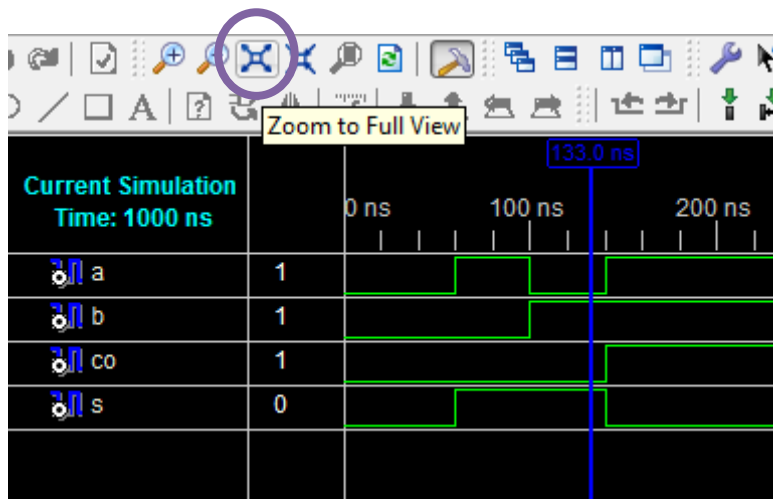 A
Zoom to Full View
133.0 ns
Current Simulation
Time: 1000 ns
0 ns 100 ns 200 ns
a 1
b 1
co 1
s 0